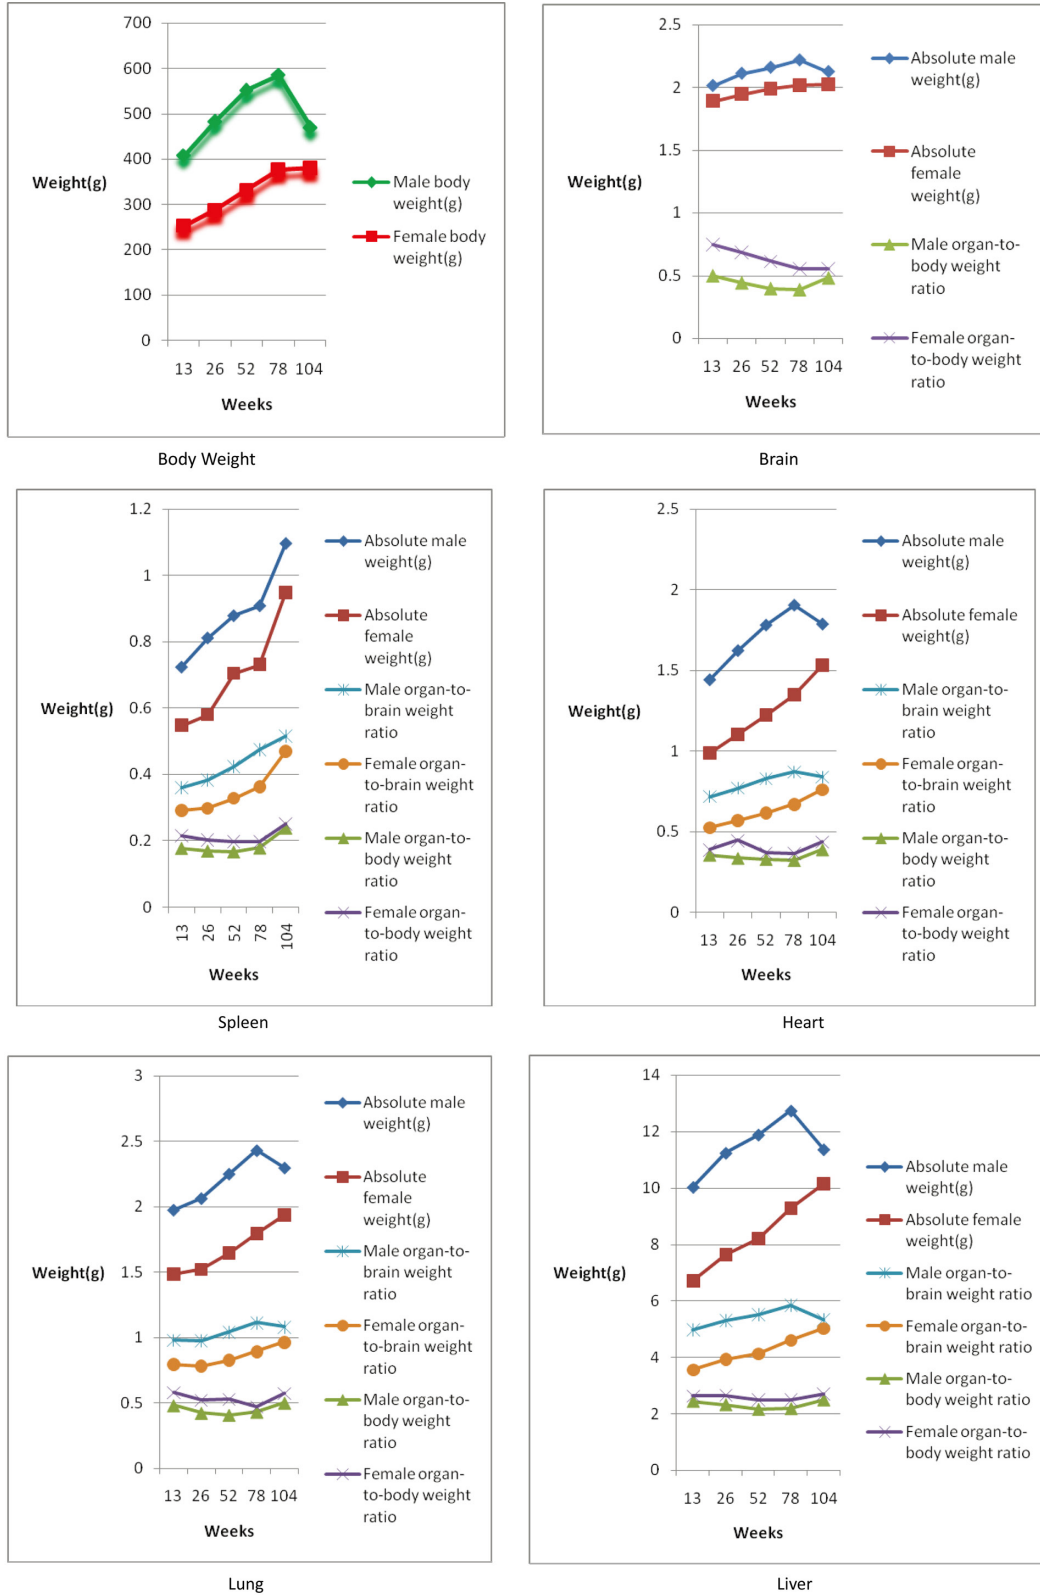 700
600
500
400
300
200
100
0
Weight(g)
13 26 52 78 104
Weeks
Male body
weight(g)
Female body
weight(g)
Body Weight
2.5
2
1.5
1
0.5
0
Weight(g)
13 26 52 78 104
Weeks
Absolute male
weight(g)
Absolute
female
weight(g)
Male organ-to-
body weight
ratio
Female organ-
to-body weight
ratio
Brain
1.2
1
0.8
0.6
0.4
0.2
0
Weight(g)
13 26 52 78 104
Weeks
Absolute male
weight(g)
Absolute
female
weight(g)
Male organ-to-
brain weight
ratio
Female organ-
to-brain weight
ratio
Male organ-to-
body weight
ratio
Female organ-
to-body weight
ratio
Spleen
2.5
2
1.5
1
0.5
0
Weight(g)
13 26 52 78 104
Weeks
Absolute male
weight(g)
Absolute
female weight(g)
Male organ-to-
brain weight
ratio
Female organ-
to-brain weight
ratio
Male organ-to-
body weight
ratio
Female organ-
to-body weight
ratio
Heart
3
2.5
2
1.5
1
0.5
0
Weight(g)
13 26 52 78 104
Weeks
Absolute male
weight(g)
Absolute
female
weight(g)
Male organ-to-
brain weight
ratio
Female organ-
to-brain weight
ratio
Male organ-to-
body weight
ratio
Female organ-
to-body weight
ratio
Lung
14
12
10
8
6
4
2
0
Weight(g)
13 26 52 78 104
Weeks
Absolute male
weight(g)
Absolute female
weight(g)
Male organ-to-
brain weight ratio
Female organ-to-
brain weight ratio
Male organ-to-
body weight ratio
Female organ-to-
body weight ratio
Liver